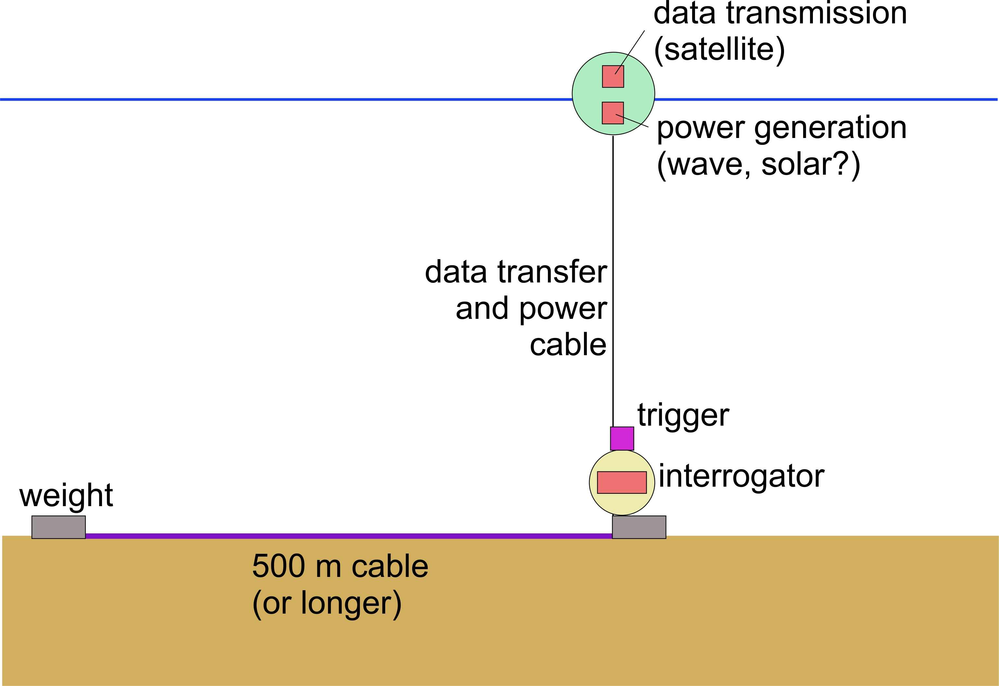 data transmission
(satellite)
power generation
(wave, solar?)
data transfer
and power
cable
trigger
interrogator
weight
500 m cable
(or longer)